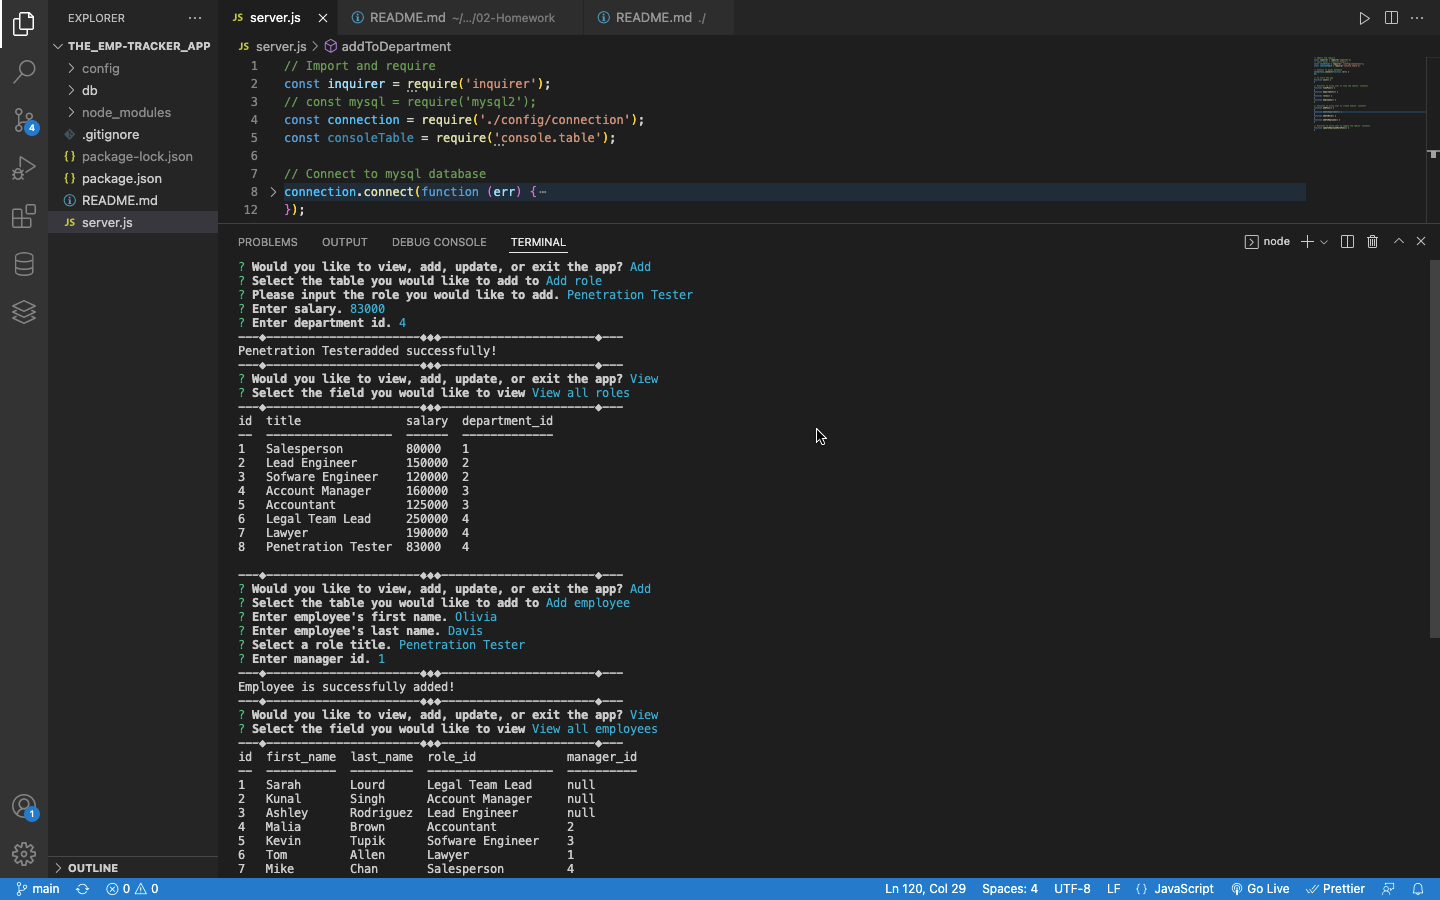 EXPLORER
THE_EMP-TRACKER_APP
config
db
node_modules
.gitignore
{} package-lock.json
{} package.json
README.md
JS server.js
OUTLINE
JS server.js
README.md ~/.../02-Homework
README.md ./
JS server.js > addToDepartment
1 // Import and require
2 const inquirer = require('inquirer');
3 // const mysql = require('mysql2');
4 const connection = require('./config/connection');
5 const consoleTable = require('console.table');
6
7 // Connect to mysql database
8 connection.connect(function (err) {
12 });
PROBLEMS OUTPUT DEBUG CONSOLE TERMINAL
node
? Would you like to view, add, update, or exit the app? Add
? Select the table you would like to add to Add role
? Please input the role you would like to add. Penetration Tester
? Enter salary. 83000
? Enter department id. 4
Penetration Testeradded successfully!
? Would you like to view, add, update, or exit the app? View
? Select the field you would like to view View all roles
id title salary department_id
1 Salesperson 80000 1
2 Lead Engineer 150000 2
3 Sofware Engineer 120000 2
4 Account Manager 160000 3
5 Accountant 125000 3
6 Legal Team Lead 250000 4
7 Lawyer 190000 4
8 Penetration Tester 83000 4
? Would you like to view, add, update, or exit the app? Add
? Select the table you would like to add to Add employee
? Enter employee's first name. Olivia
? Enter employee's last name. Davis
? Select a role title. Penetration Tester
? Enter manager id. 1
Employee is successfully added!
? Would you like to view, add, update, or exit the app? View
? Select the field you would like to view View all employees
id first_name last_name role_id manager_id
1 Sarah Lourd Legal Team Lead null
2 Kunal Singh Account Manager null
3 Ashley Rodriguez Lead Engineer null
4 Malia Brown Accountant 2
5 Kevin Tupik Sofware Engineer 3
6 Tom Allen Lawyer 1
7 Mike Chan Salesperson 4
4
1
main 0 0 Ln 120, Col 29 Spaces: 4 UTF-8 LF {} JavaScript Go Live Prettier